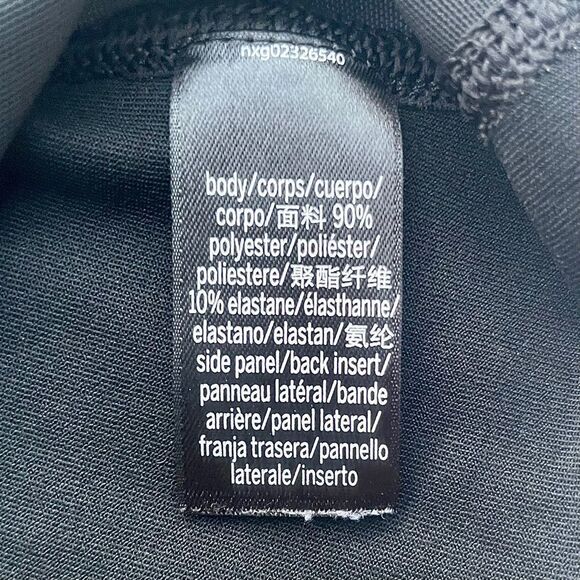 nxg02326540
body/corps/cuerpo/
corpo/面料 90%
polyester/poliéster/
poliestere/聚酯纤维
10% elastane/élasthanne/
elastano/elastan/氨纶
side panel/back insert/
panneau latéral/bande
arrière/panel lateral/
franja trasera/pannello
laterale/inserto